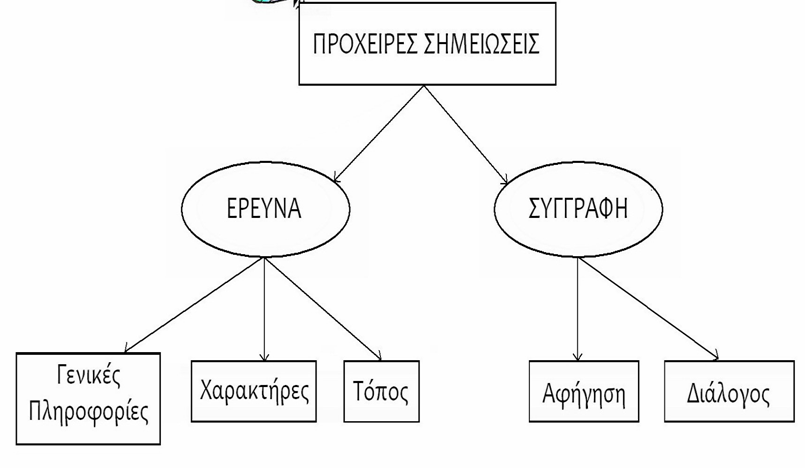 ΠΡΟΧΕΙΡΕΣ ΣΗΜΕΙΩΣΕΙΣ
ΕΡΕΥΝΑ
ΣΥΓΓΡΑΦΗ
Γενικές
Πληροφορίες
Χαρακτήρες
Τόπος
Αφήγηση
Διάλογος